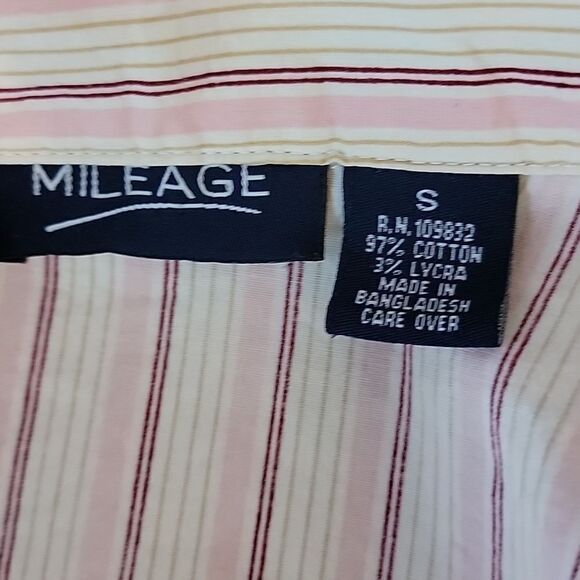 MILEAGE
S
R.N. 109832
97% COTTON
3% LYCRA
MADE IN
BANGLADESH
CARE OVER